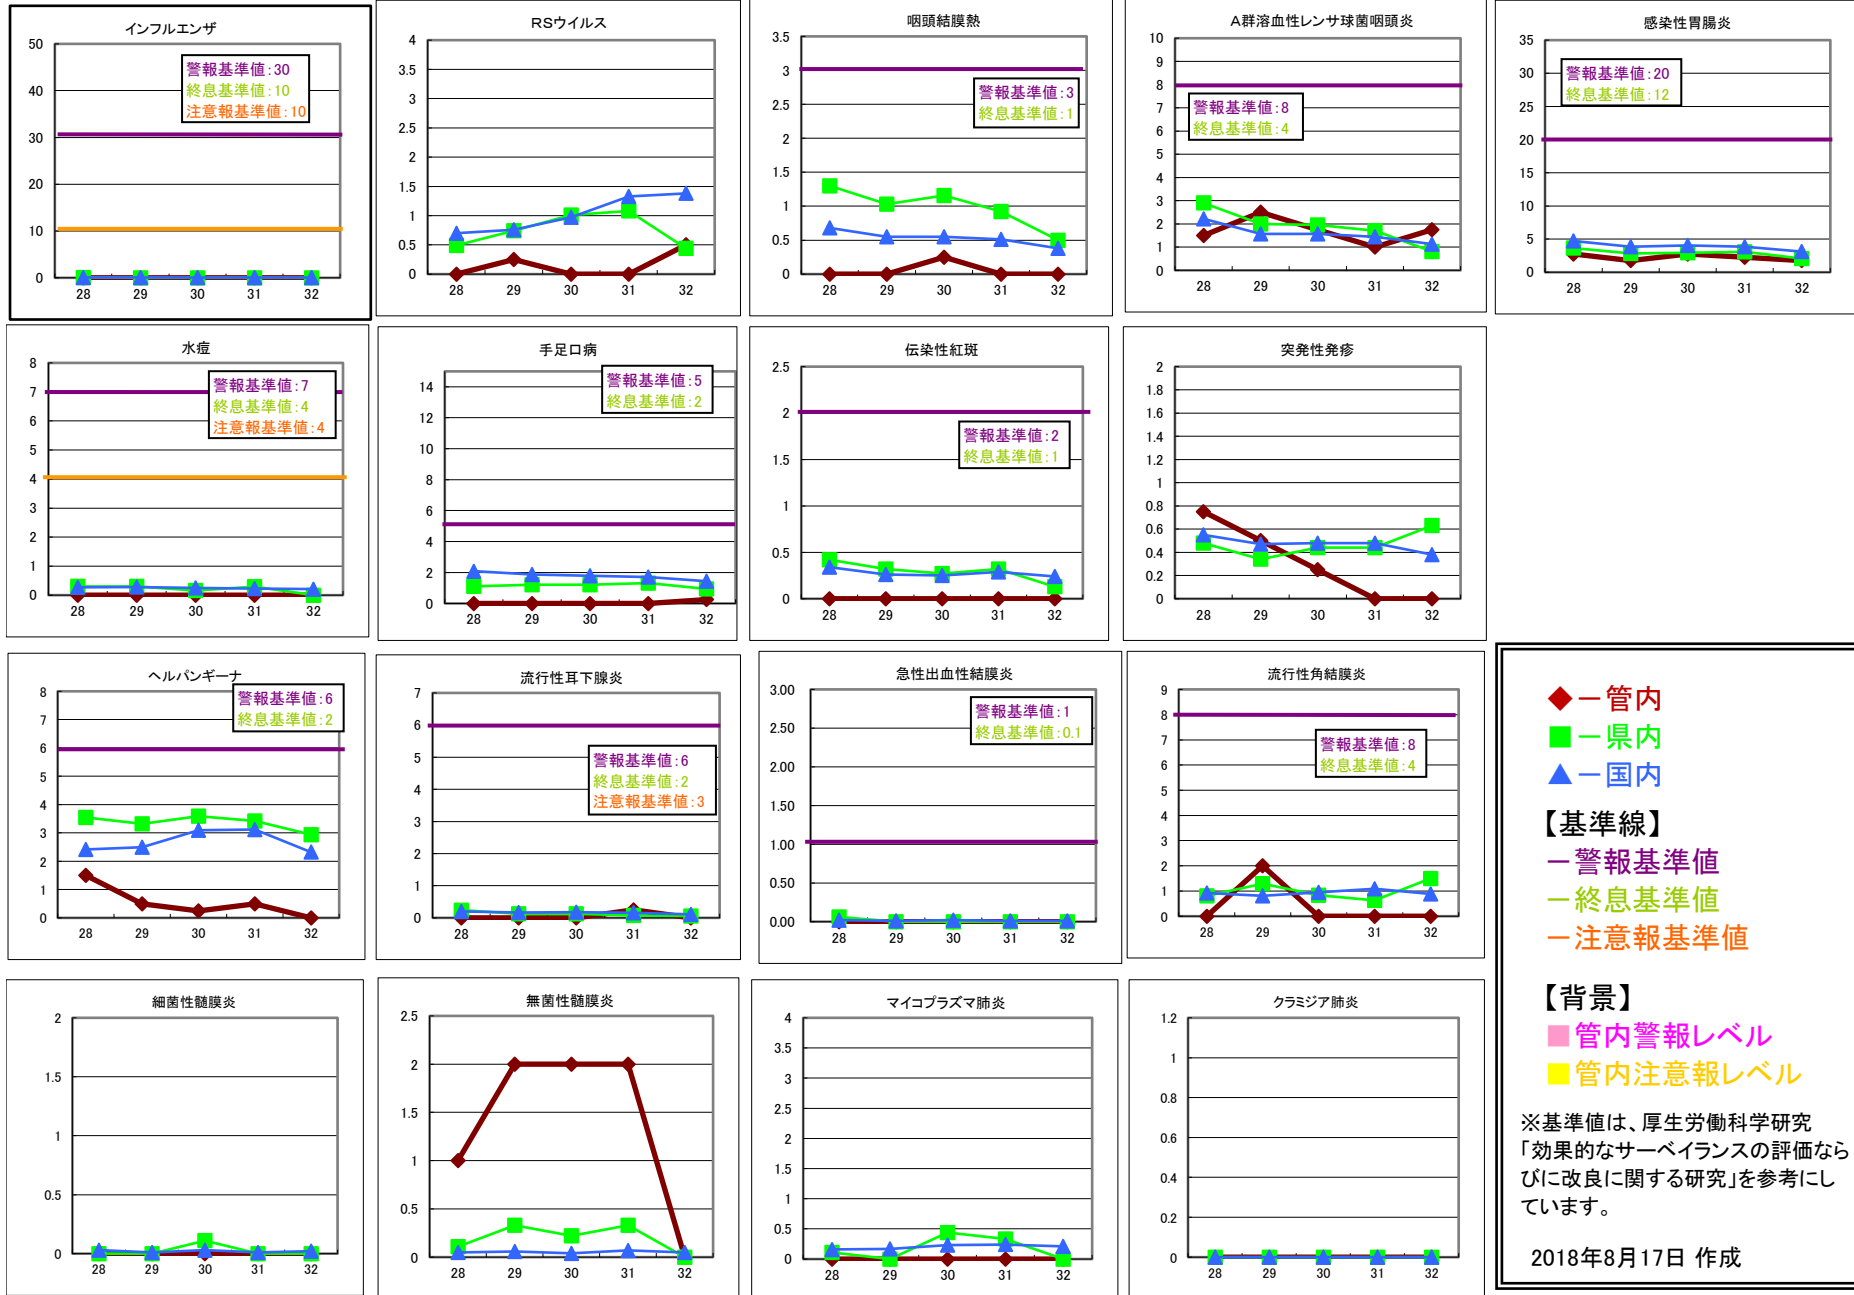 インフルエンザ
50
40
30
20
10
0
警報基準値:30
終息基準値:10
注意報基準値:10
28 29 30 31 32
RSウイルス
4
3.5
3
2.5
2
1.5
1
0.5
0
28 29 30 31 32
咽頭結膜熱
3.5
3
2.5
2
1.5
1
0.5
0
警報基準値:3
終息基準値:1
28 29 30 31 32
A群溶血性レンサ球菌咽頭炎
10
9
8
7
6
5
4
3
2
1
0
警報基準値:8
終息基準値:4
28 29 30 31 32
感染性胃腸炎
35
30
25
20
15
10
5
0
警報基準値:20
終息基準値:12
28 29 30 31 32
水痘
8
7
6
5
4
3
2
1
0
警報基準値:7
終息基準値:4
注意報基準値:4
28 29 30 31 32
手足口病
14
12
10
8
6
4
2
0
警報基準値:5
終息基準値:2
28 29 30 31 32
伝染性紅斑
2.5
2
1.5
1
0.5
0
警報基準値:2
終息基準値:1
28 29 30 31 32
突発性発疹
2
1.8
1.6
1.4
1.2
1
0.8
0.6
0.4
0.2
0
28 29 30 31 32
ヘルパンギーナ
8
7
6
5
4
3
2
1
0
警報基準値:6
終息基準値:2
28 29 30 31 32
流行性耳下腺炎
7
6
5
4
3
2
1
0
警報基準値:6
終息基準値:2
注意報基準値:3
28 29 30 31 32
急性出血性結膜炎
3.00
2.50
2.00
1.50
1.00
0.50
0.00
警報基準値:1
終息基準値:0.1
28 29 30 31 32
流行性角結膜炎
9
8
7
6
5
4
3
2
1
0
警報基準値:8
終息基準値:4
28 29 30 31 32
細菌性髄膜炎
2
1.5
1
0.5
0
28 29 30 31 32
無菌性髄膜炎
2.5
2
1.5
1
0.5
0
28 29 30 31 32
マイコプラズマ肺炎
4
3.5
3
2.5
2
1.5
1
0.5
0
28 29 30 31 32
クラミジア肺炎
1.2
1
0.8
0.6
0.4
0.2
0
28 29 30 31 32
◆－管内
■－県内
▲－国内
【基準線】
－警報基準値
－終息基準値
－注意報基準値
【背景】
■管内警報レベル
■管内注意報レベル
※基準値は、厚生労働科学研究
「効果的なサーベイランスの評価なら
びに改良に関する研究」を参考にし
ています。
2018年8月17日 作成